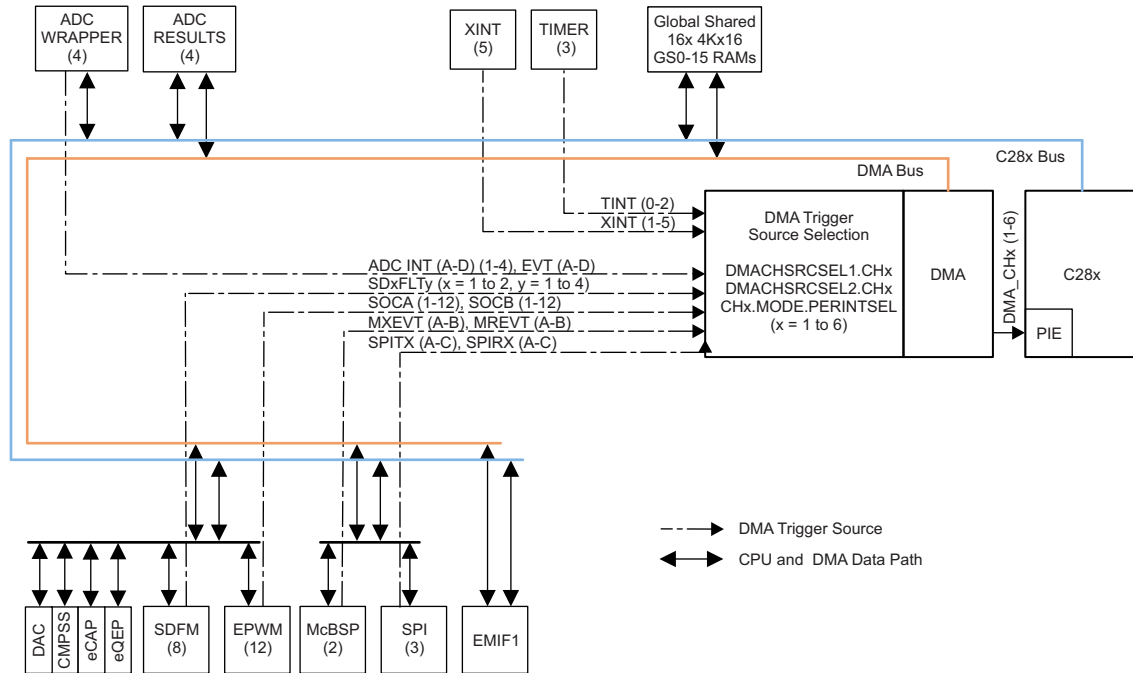 ADC
WRAPPER
(4)
ADC
RESULTS
(4)
XINT
(5)
TIMER
(3)
Global Shared
16x 4Kx16
GS0-15 RAMs
C28x Bus
DMA Bus
TINT (0-2)
XINT (1-5)
ADC INT (A-D) (1-4), EVT (A-D)
SDxFLTy (x = 1 to 2, y = 1 to 4)
SOCA (1-12), SOCB (1-12)
MXEVT (A-B), MREVT (A-B)
SPITX (A-C), SPIRX (A-C)
DMA Trigger
Source Selection
DMACHSRCSEL1.CHx
DMACHSRCSEL2.CHx
CHx.MODE.PERINTSEL
(x = 1 to 6)
DMA
DMA_CHx (1-6)
C28x
PIE
DMA Trigger Source
CPU and DMA Data Path
DAC
CMPSS
eCAP
eQEP
SDFM
(8)
EPWM
(12)
McBSP
(2)
SPI
(3)
EMIF1